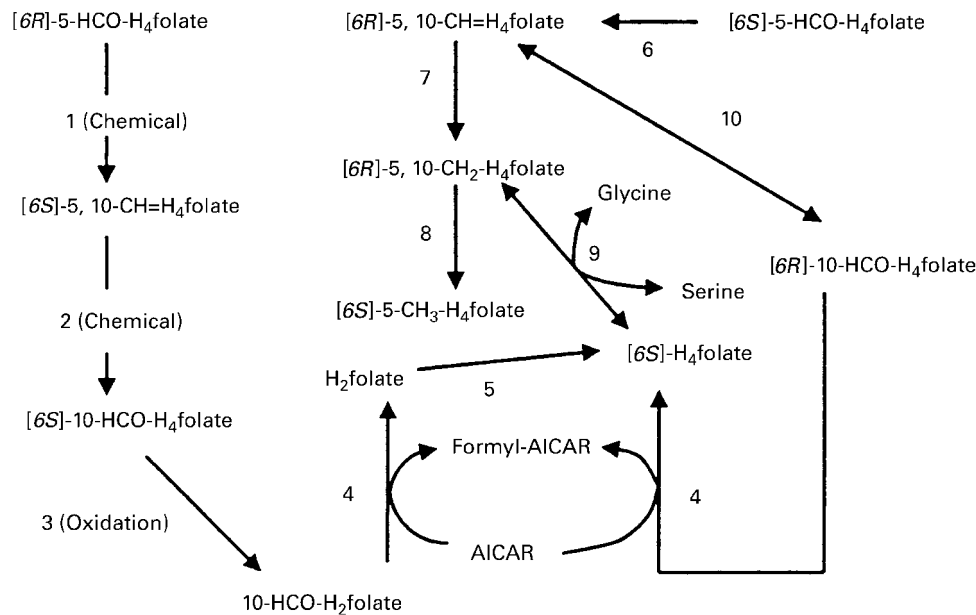 [6R]-5-HCO-H4folate
[6R]-5, 10-CH=H4folate
[6S]-5-HCO-H4folate
6
7
1 (Chemical)
10
[6R]-5, 10-CH2-H4folate
[6S]-5, 10-CH=H4folate
Glycine
8
9
[6R]-10-HCO-H4folate
Serine
[6S]-5-CH3-H4folate
2 (Chemical)
[6S]-H4folate
H2folate
5
[6S]-10-HCO-H4folate
Formyl-AICAR
4
4
3 (Oxidation)
AICAR
10-HCO-H2folate